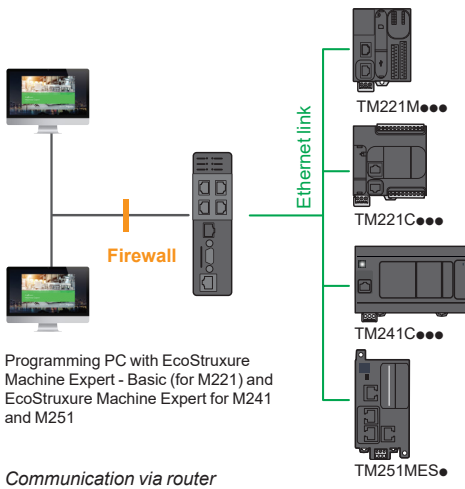 TM221M●●●
Ethernet link
TM221C●●●
Firewall
TM241C●●●
Programming PC with EcoStruxure
Machine Expert - Basic (for M221) and
EcoStruxure Machine Expert for M241
and M251
TM251MES●
Communication via router